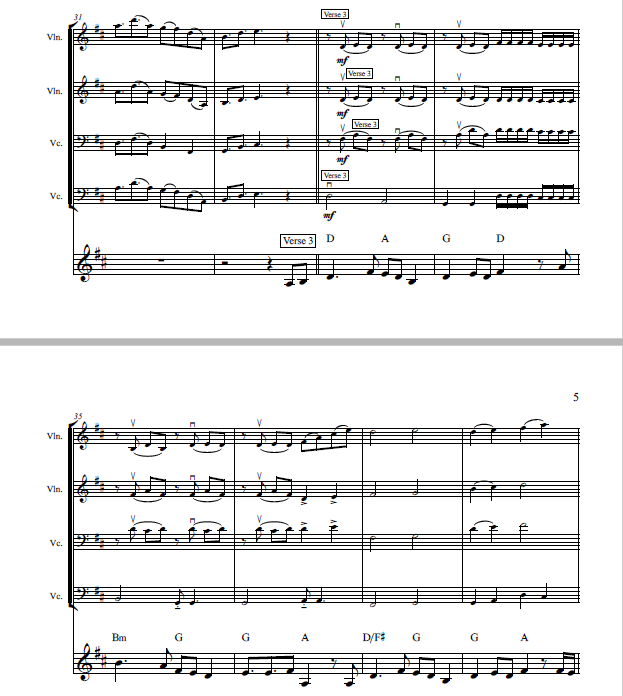 31
Verse 3
Vln.
mf
Verse 3
Vln.
mf
Verse 3
Vc.
mf
Verse 3
Vc.
mf
Verse 3 D A G D
5
35
Vln.
Vln.
Vc.
Vc.
Bm G G A D/F♯ G G A